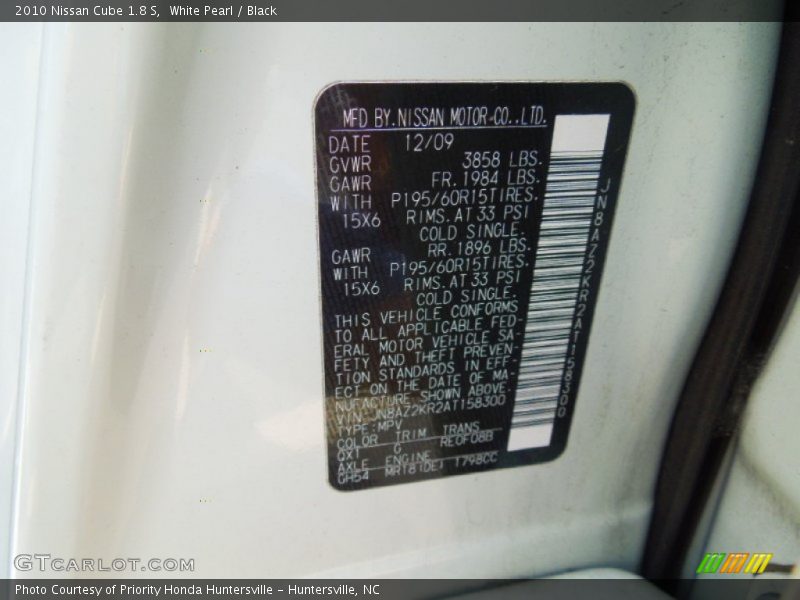 2010 Nissan Cube 1.8 S,  White Pearl / Black
MFD BY.NISSAN MOTOR-CO.,LTD.
DATE 12/09
GVWR 3858 LBS.
GAWR FR. 1984 LBS.
WITH P195/60R15TIRES.
15X6 RIMS. AT 33 PSI
COLD SINGLE.
GAWR RR. 1896 LBS.
WITH P195/60R15TIRES.
15X6 RIMS. AT 33 PSI
COLD SINGLE.
THIS VEHICLE CONFORMS
TO ALL APPLICABLE FED-
ERAL MOTOR VEHICLE SA-
FETY AND THEFT PREVEN-
TION STANDARDS IN EFF-
ECT ON THE DATE OF MA-
NUFACTURE SHOWN ABOVE.
VIN:JN8AZ2KR2AT158300
TYPE:MPV
COLOR TRIM TRANS
QX1 G RE0F08B
AXLE ENGINE
GH54 MR18(DE) 1798CC
JN8AZ2KR2AT158300
GTCARLOT.COM
Photo Courtesy of Priority Honda Huntersville – Huntersville, NC